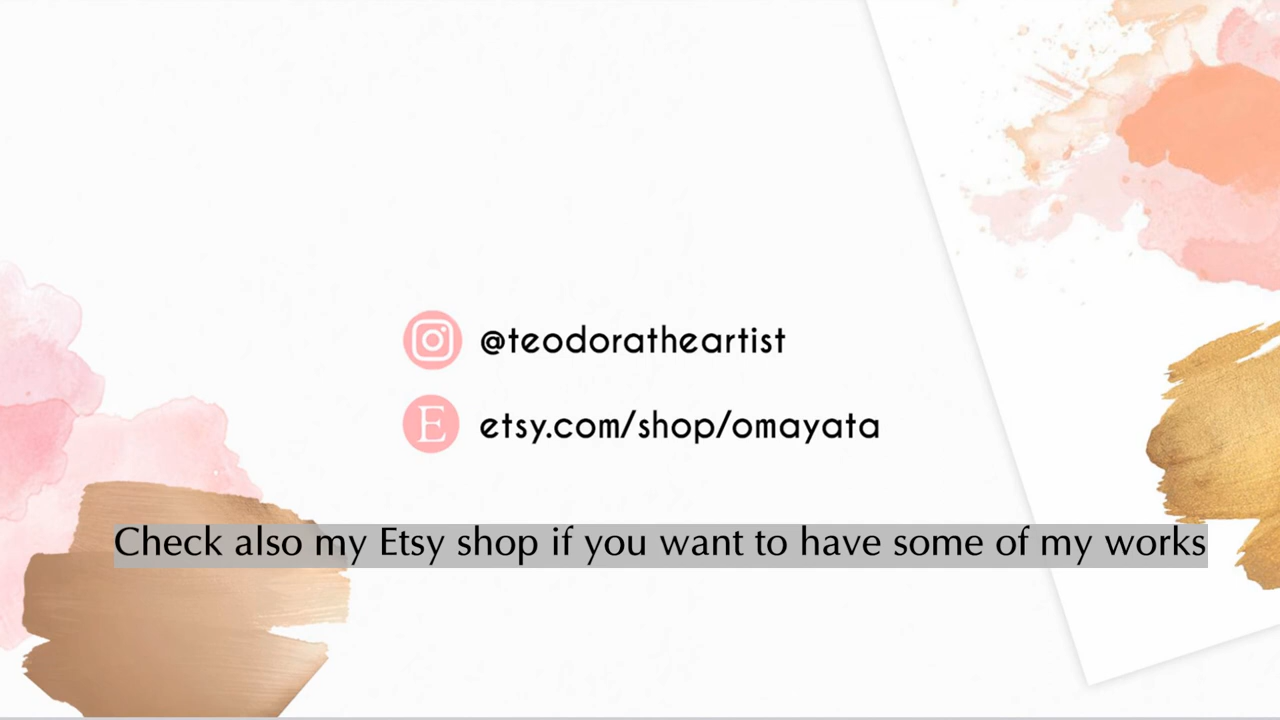 @teodoratheartist
E etsy.com/shop/omayata
Check also my Etsy shop if you want to have some of my works